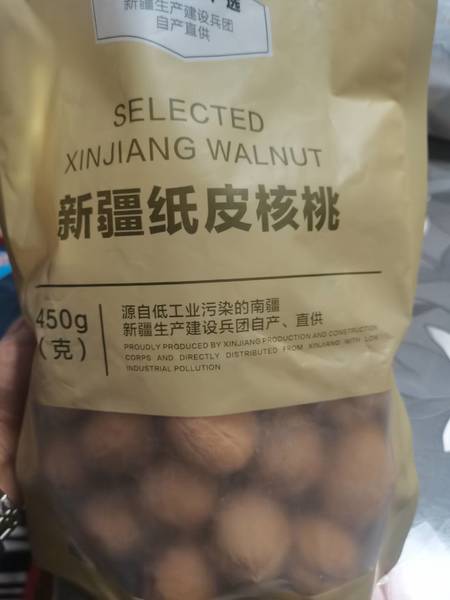 选
新疆生产建设兵团
自产直供
SELECTED
XINJIANG WALNUT
新疆纸皮核桃
450g
(克)
源自低工业污染的南疆
新疆生产建设兵团自产、直供
PROUDLY PRODUCED BY XINJIANG PRODUCTION AND CONSTRUCTION
CORPS AND DIRECTLY DISTRIBUTED FROM XINJIANG WITH LOW
INDUSTRIAL POLLUTION